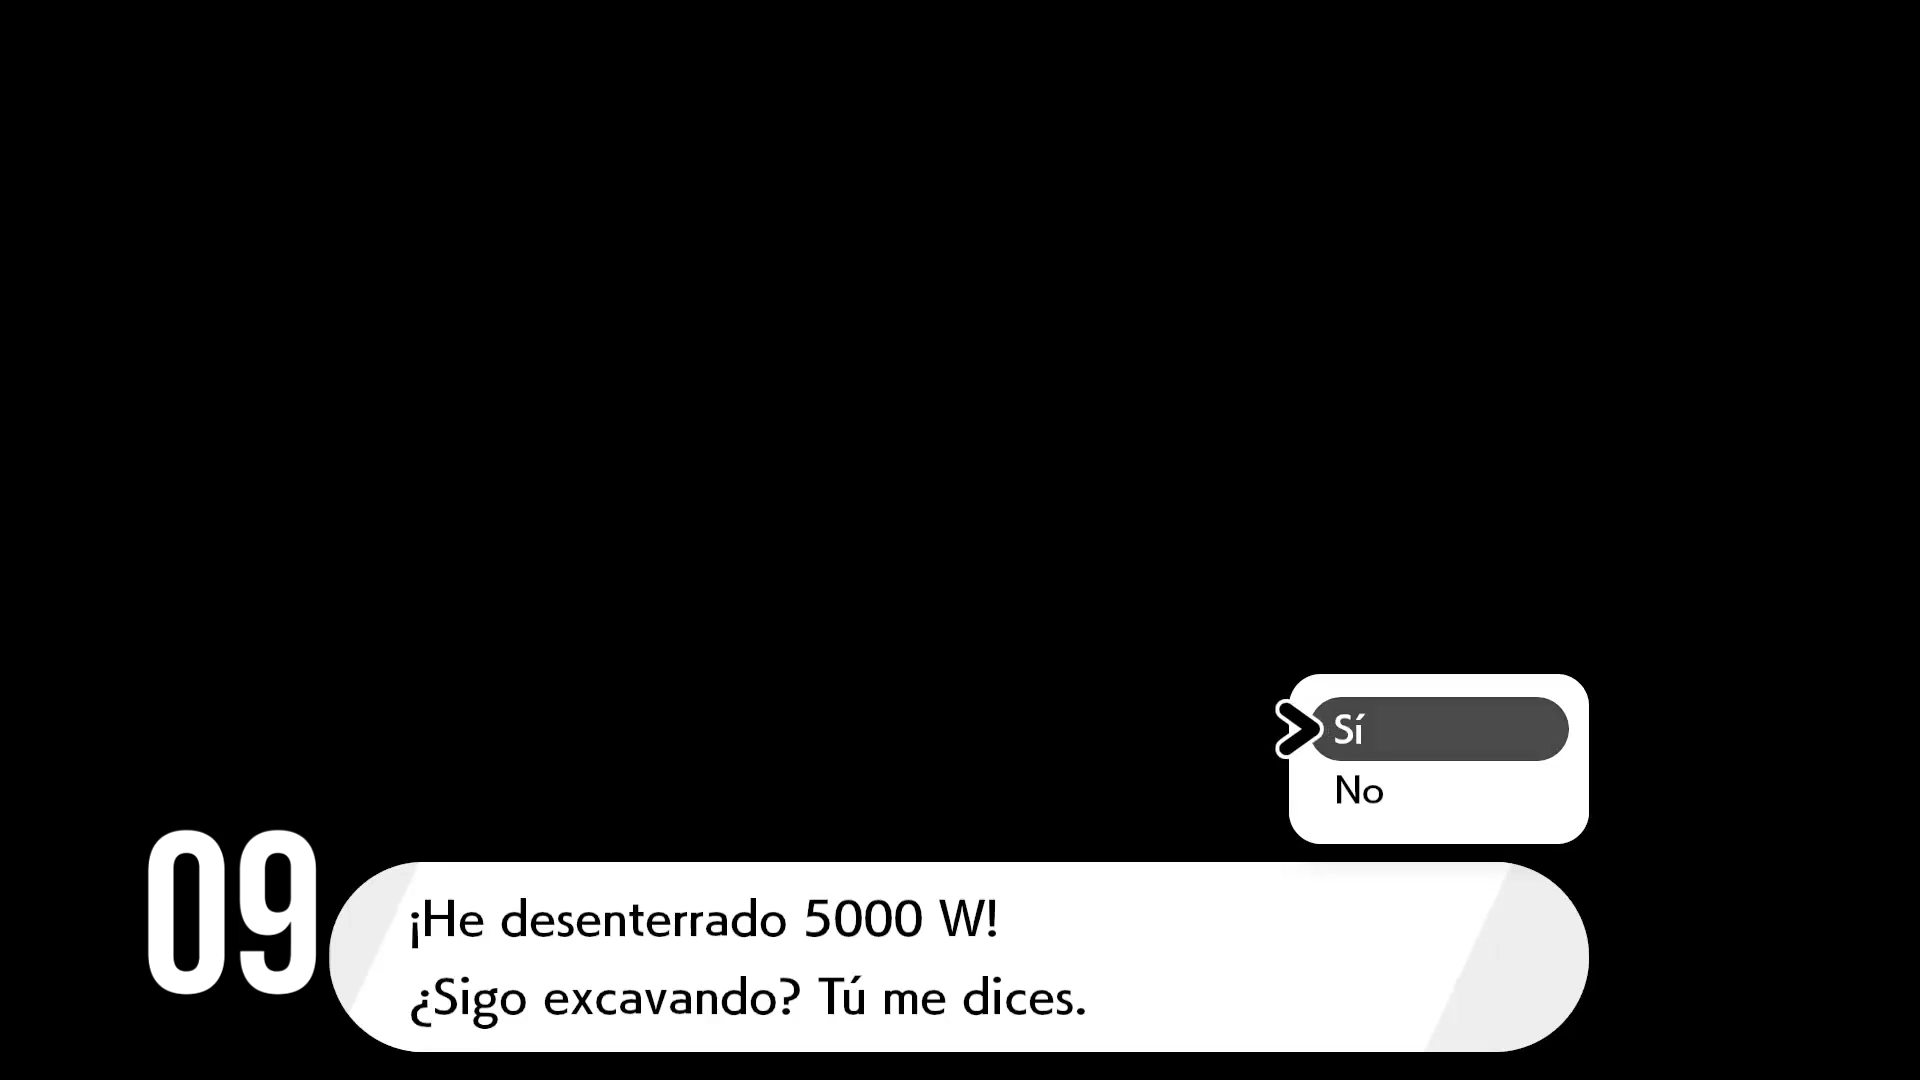 Sí
No
09
¡He desenterrado 5000 W!
¿Sigo excavando? Tú me dices.